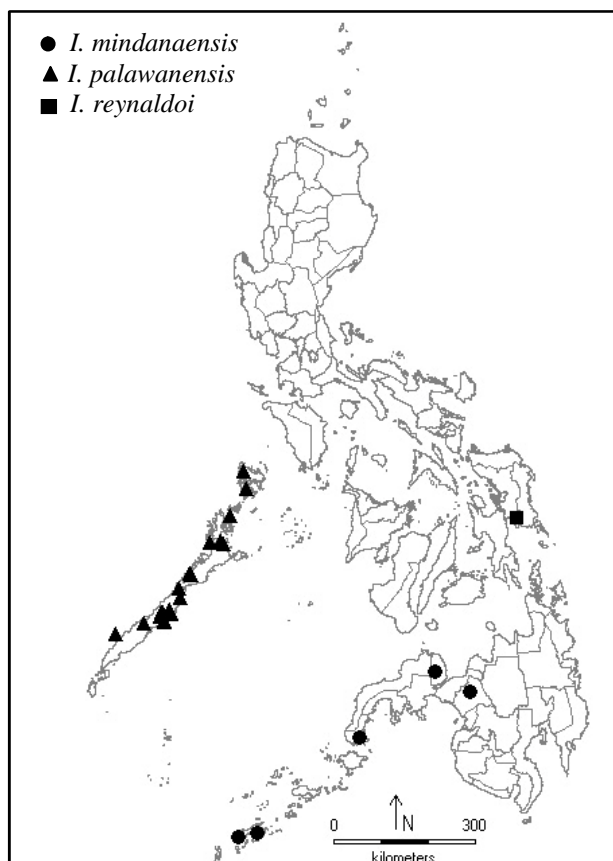 I. mindanaensis
I. palawanensis
I. reynaldoi
N
0 300
kilometers